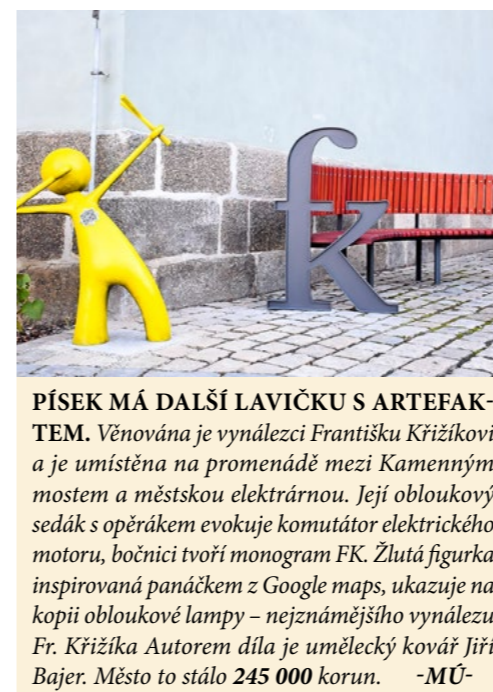 fk
PÍSEK MÁ DALŠÍ LAVIČKU S ARTEFAK-
TEM. Věnována je vynálezci Františku Křižíkovi
a je umístěna na promenádě mezi Kamenným
mostem a městskou elektrárnou. Její obloukový
sedák s opěrákem evokuje komutátor elektrického
motoru, bočnici tvoří monogram FK. Žlutá figurka
inspirovaná panáčkem z Google maps, ukazuje na
kopii obloukové lampy – nejznámějšího vynálezu
Fr. Křižíka Autorem díla je umělecký kovář Jiří
Bajer. Město to stálo 245 000 korun. -MÚ-